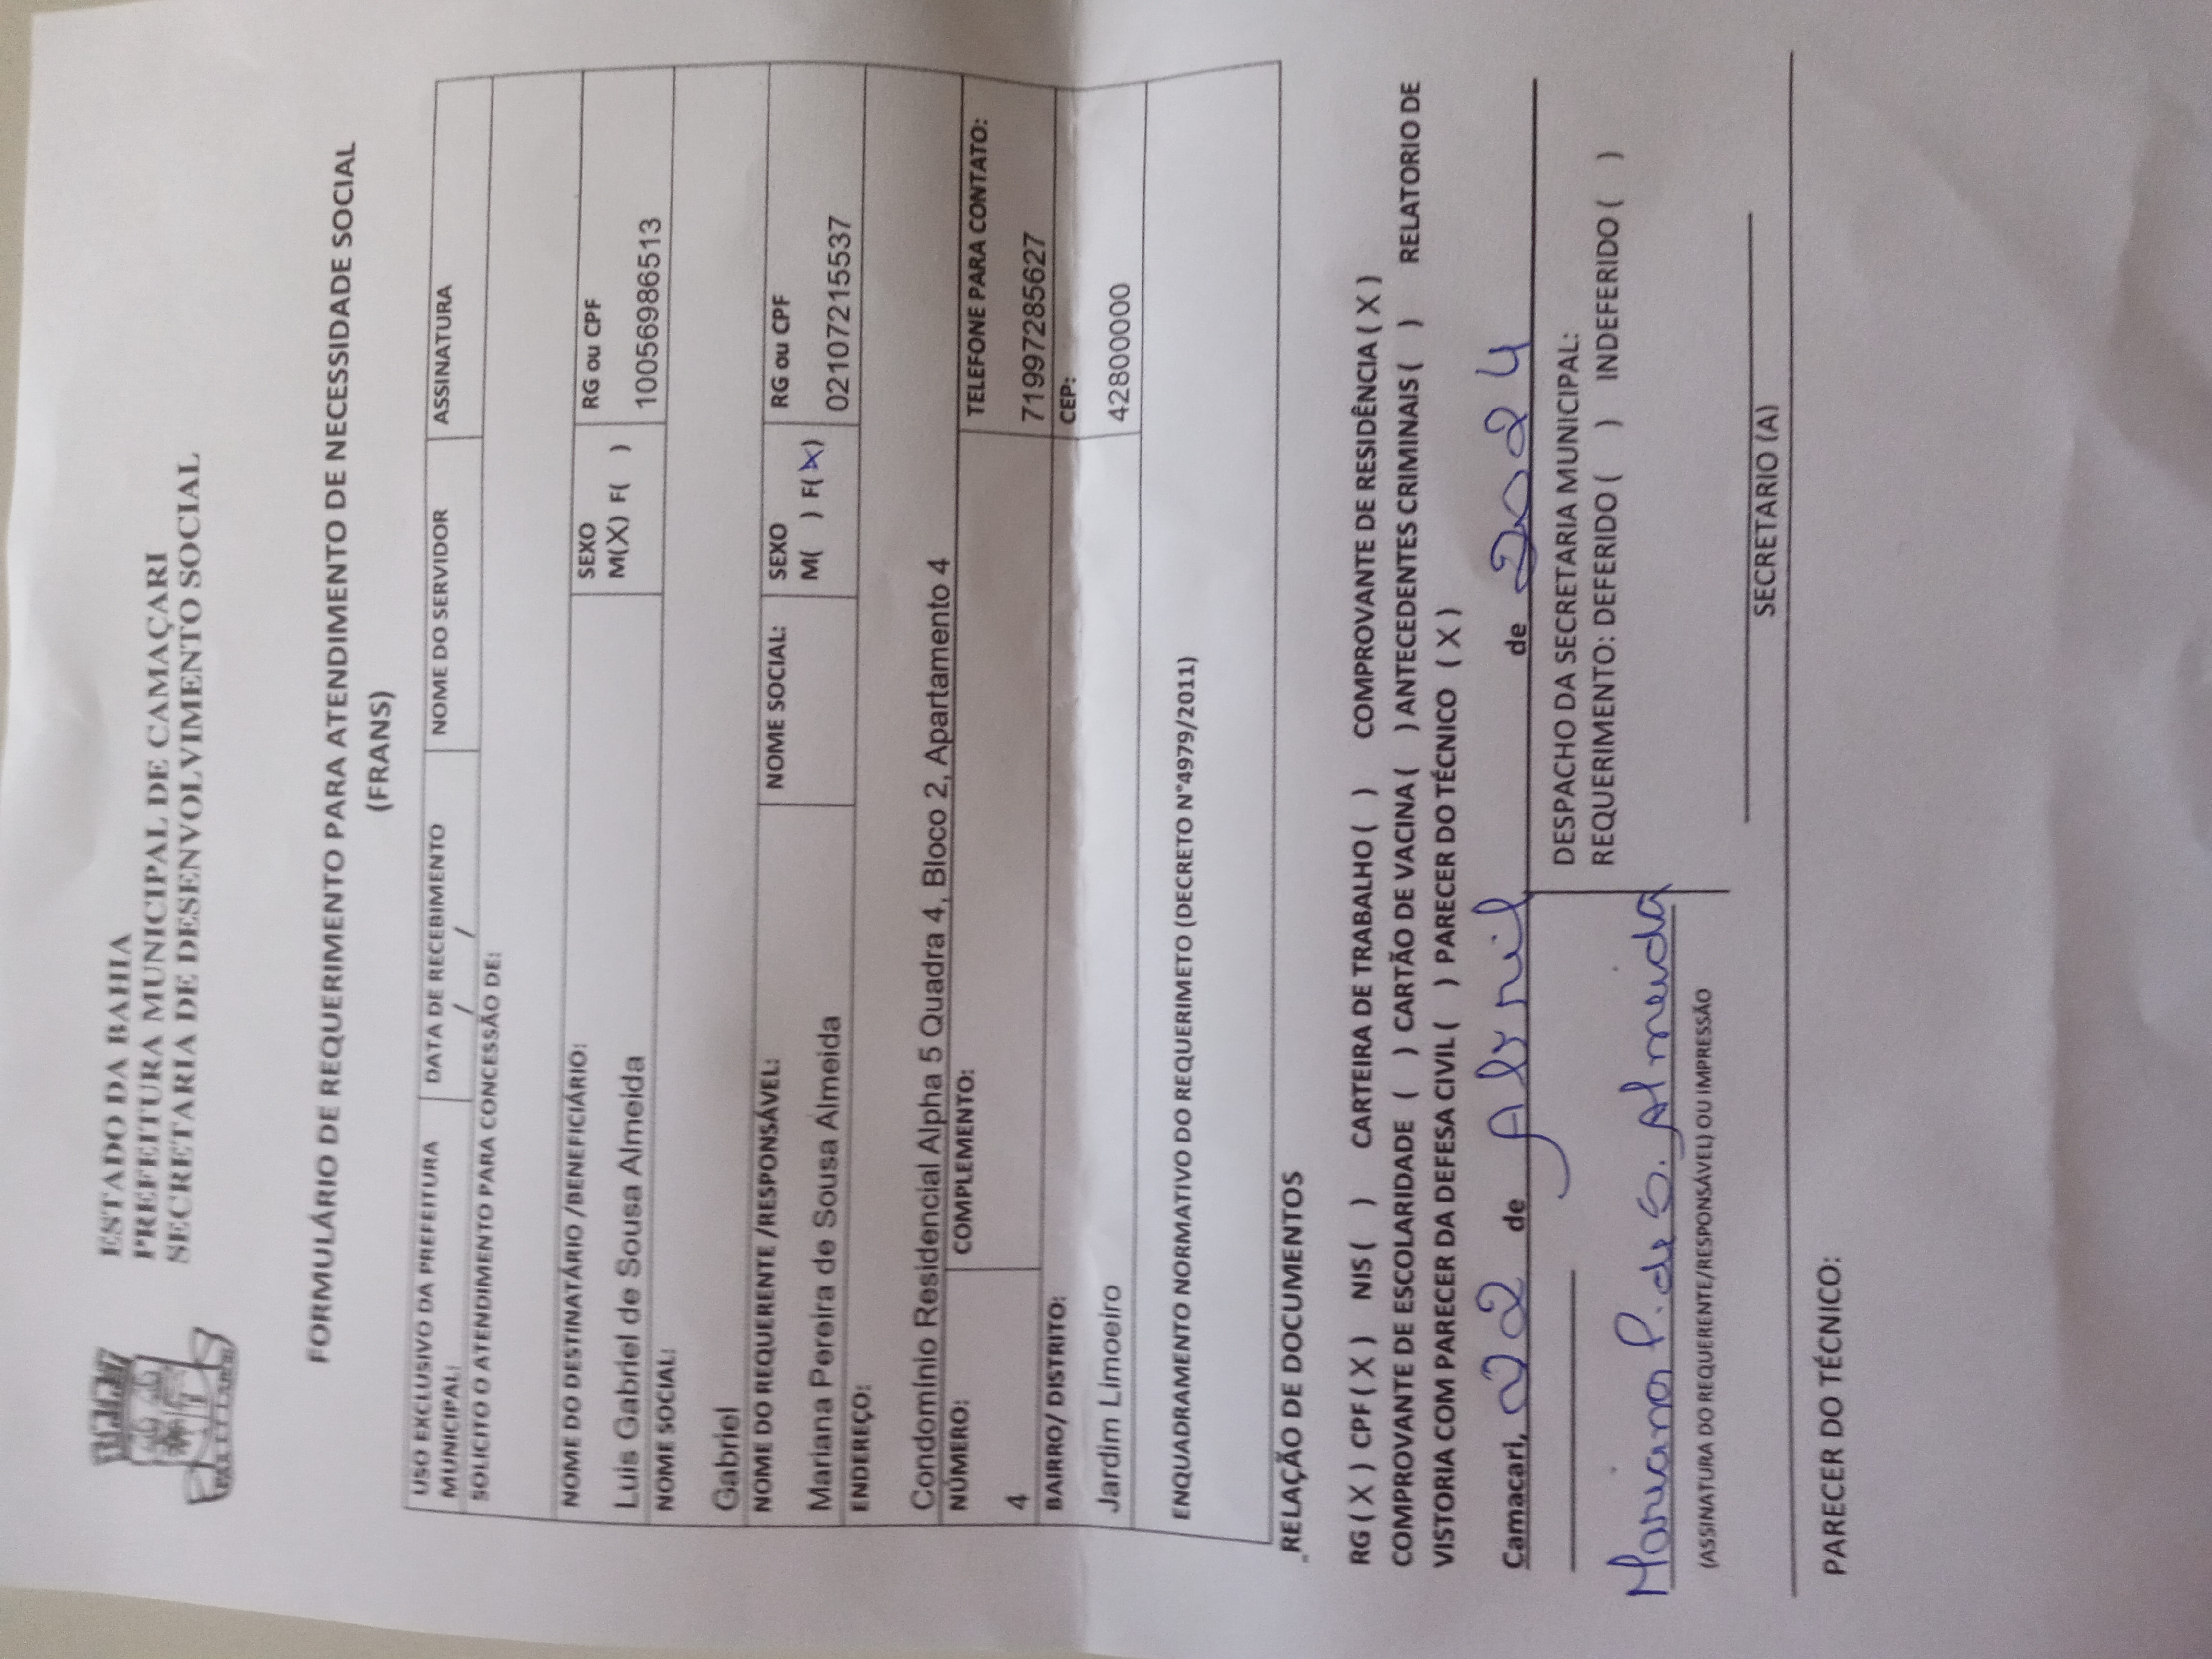 ESTADO DA BAHIA
PREFEITURA MUNICIPAL DE CAMAÇARI
SECRETARIA DE DESENVOLVIMENTO SOCIAL
FORMULÁRIO DE REQUERIMENTO PARA ATENDIMENTO DE NECESSIDADE SOCIAL
(FRANS)
USO EXCLUSIVO DA PREFEITURA MUNICIPAL:
DATA DE RECEBIMENTO
/ /
NOME DO SERVIDOR
ASSINATURA
SOLICITO O ATENDIMENTO PARA CONCESSÃO DE:
NOME DO DESTINATÁRIO /BENEFICIÁRIO:
Luis Gabriel de Sousa Almeida
SEXO
M(X) F( )
RG ou CPF
10056986513
NOME SOCIAL:
Gabriel
NOME DO REQUERENTE /RESPONSÁVEL:
Mariana Pereira de Sousa Almeida
NOME SOCIAL:
SEXO
M( ) F(X)
RG ou CPF
02107215537
ENDEREÇO:
Condomínio Residencial Alpha 5 Quadra 4, Bloco 2, Apartamento 4
NÚMERO:
4
COMPLEMENTO:
TELEFONE PARA CONTATO:
71997285627
BAIRRO/ DISTRITO:
Jardim Limoeiro
CEP:
42800000
ENQUADRAMENTO NORMATIVO DO REQUERIMETO (DECRETO N°4979/2011)
RELAÇÃO DE DOCUMENTOS
RG ( X ) CPF ( X ) NIS ( ) CARTEIRA DE TRABALHO ( ) COMPROVANTE DE RESIDÊNCIA ( X )
COMPROVANTE DE ESCOLARIDADE ( ) CARTÃO DE VACINA ( ) ANTECEDENTES CRIMINAIS ( ) RELATORIO DE
VISTORIA COM PARECER DA DEFESA CIVIL ( ) PARECER DO TÉCNICO ( X )
Camacari, 22 de Abril de 2024
DESPACHO DA SECRETARIA MUNICIPAL:
REQUERIMENTO: DEFERIDO ( ) INDEFERIDO ( )
Mariana P. de S. Almeida
(ASSINATURA DO REQUERENTE/RESPONSÁVEL) OU IMPRESSÃO
SECRETARIO (A)
PARECER DO TÉCNICO: